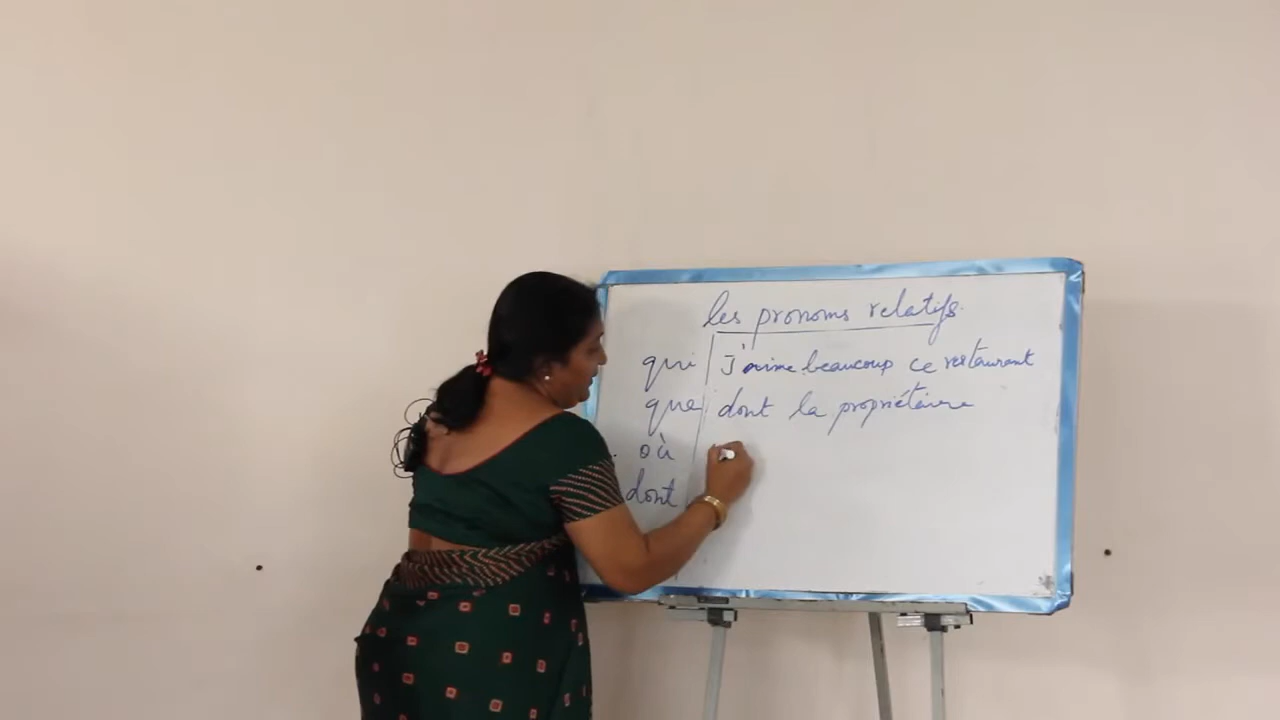 les pronoms relatifs.
qui J'aime beaucoup ce restaurant
que dont la propriétaire
où
dont